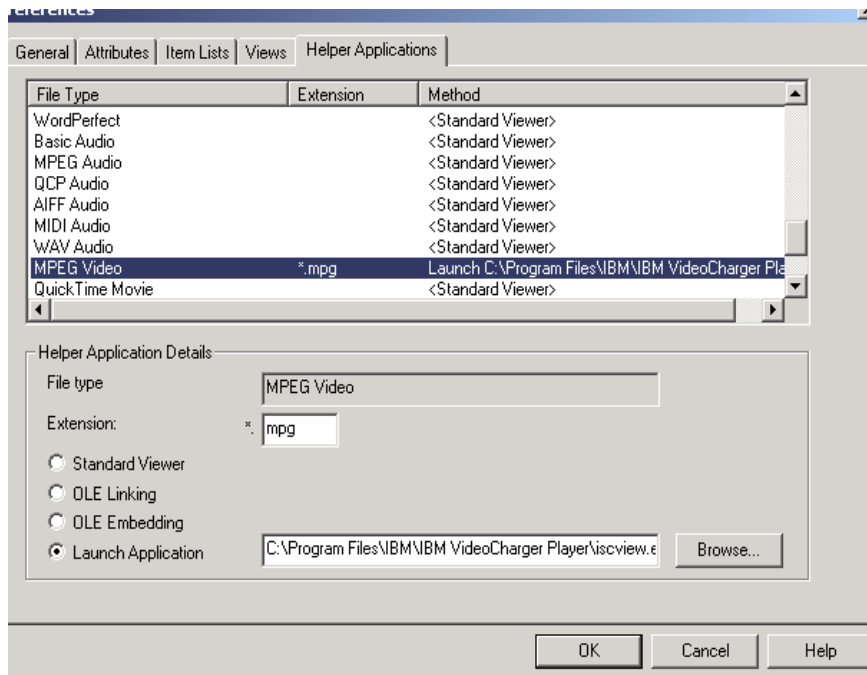 General Attributes Item Lists Views Helper Applications
File Type Extension Method
WordPerfect <Standard Viewer>
Basic Audio <Standard Viewer>
MPEG Audio <Standard Viewer>
QCP Audio <Standard Viewer>
AIFF Audio <Standard Viewer>
MIDI Audio <Standard Viewer>
WAV Audio <Standard Viewer>
MPEG Video *.mpg Launch C:\Program Files\IBM\IBM VideoCharger Pla
QuickTime Movie <Standard Viewer>
Helper Application Details
File type MPEG Video
Extension: *. mpg
Standard Viewer
OLE Linking
OLE Embedding
Launch Application C:\Program Files\IBM\IBM VideoCharger Player\iscview.e Browse...
OK Cancel Help